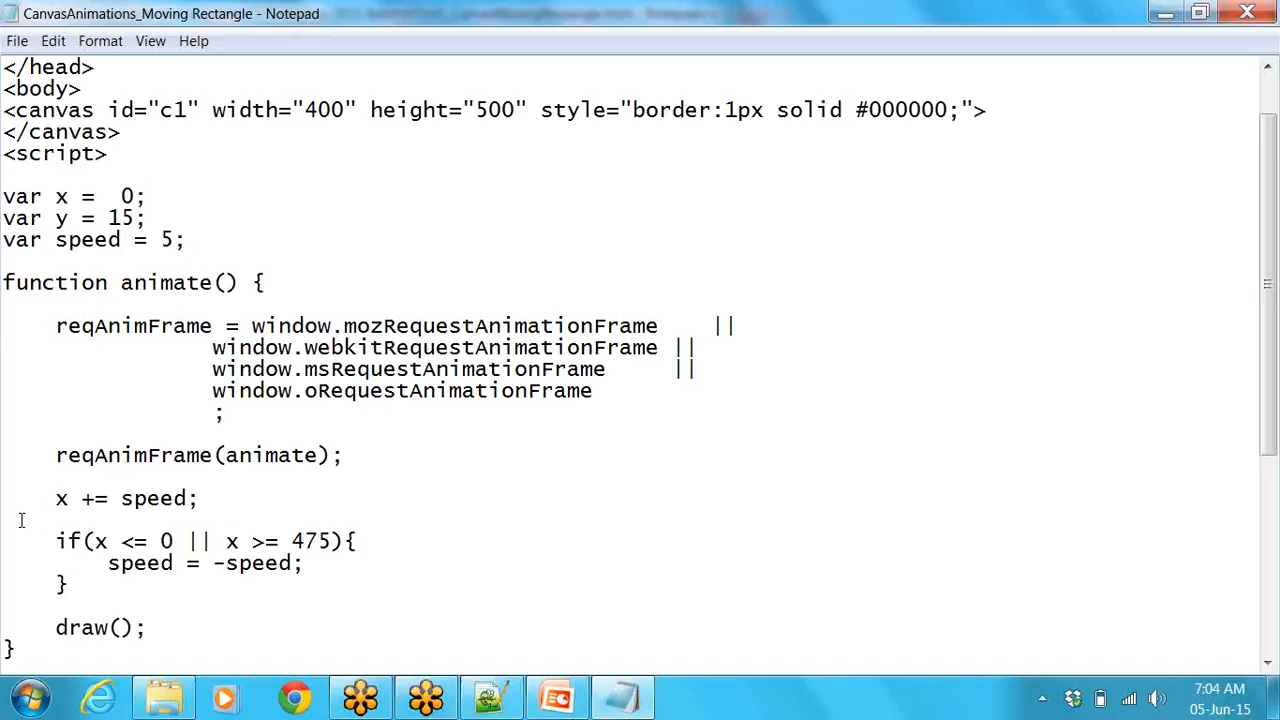 CanvasAnimations_Moving Rectangle - Notepad
File Edit Format View Help
</head>
<body>
<canvas id="c1" width="400" height="500" style="border:1px solid #000000;">
</canvas>
<script>
var x =  0;
var y = 15;
var speed = 5;
function animate() {
reqAnimFrame = window.mozRequestAnimationFrame    ||
window.webkitRequestAnimationFrame ||
window.msRequestAnimationFrame     ||
window.oRequestAnimationFrame
;
reqAnimFrame(animate);
x += speed;
if(x <= 0 || x >= 475){
speed = -speed;
}
draw();
}
7:04 AM
05-Jun-15